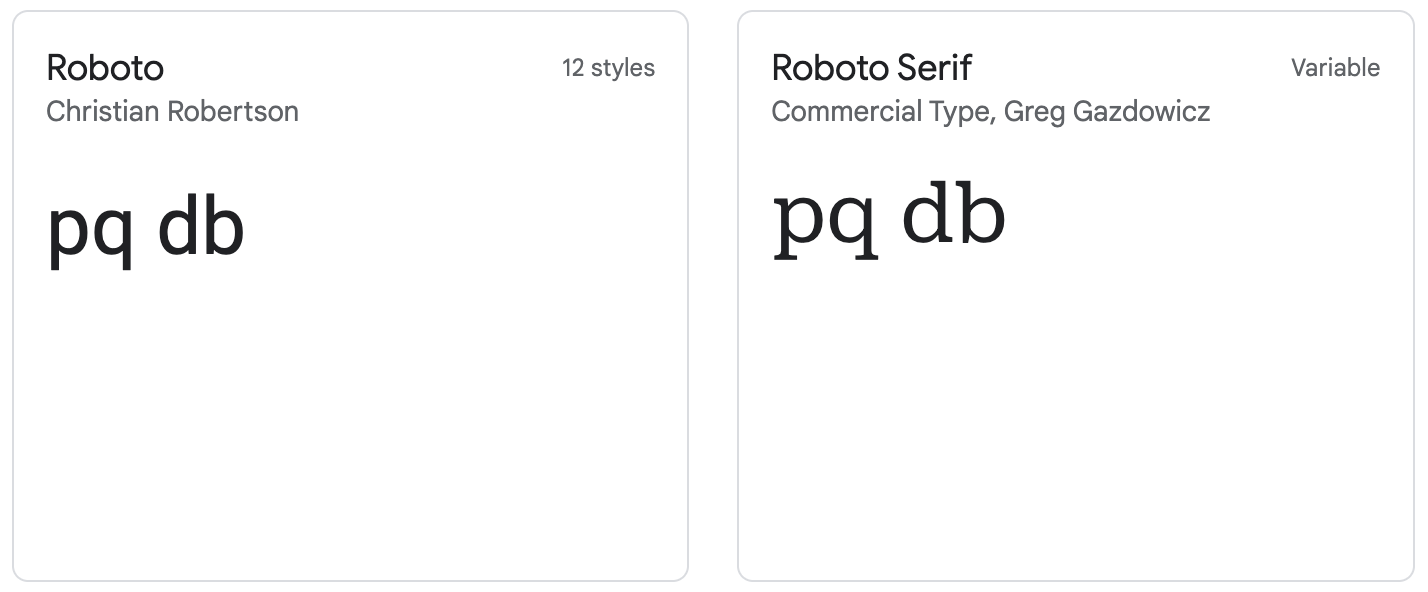 Roboto
12 styles
Christian Robertson
pq db
Roboto Serif
Variable
Commercial Type, Greg Gazdowicz
pq db